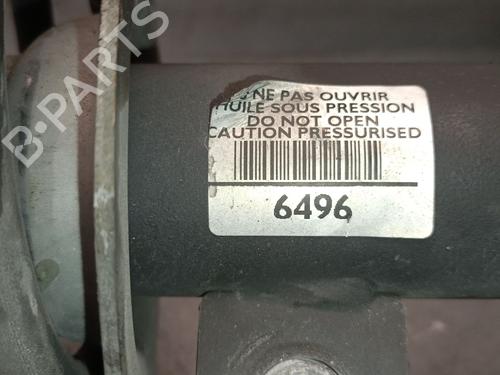 B-PARTS
NE PAS OUVRIR
HUILE SOUS PRESSION
DO NOT OPEN
CAUTION PRESSURISED
6496